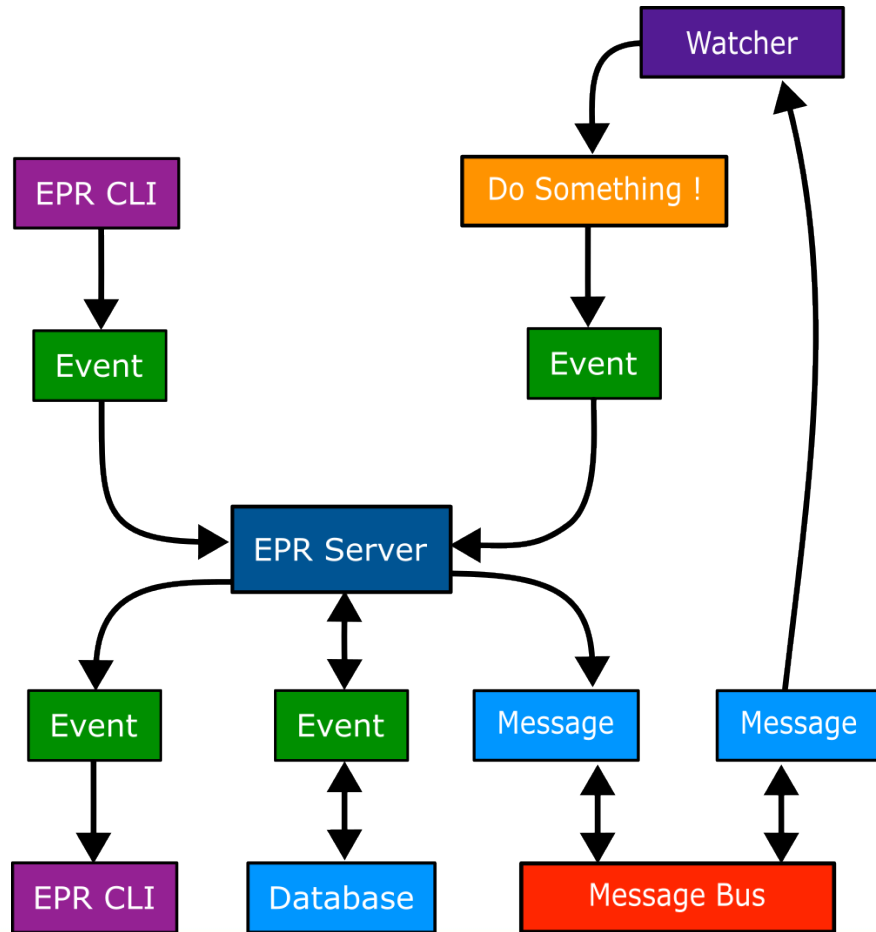 Watcher
EPR CLI
Do Something !
Event
Event
EPR Server
Event
Event
Message
Message
EPR CLI
Database
Message Bus